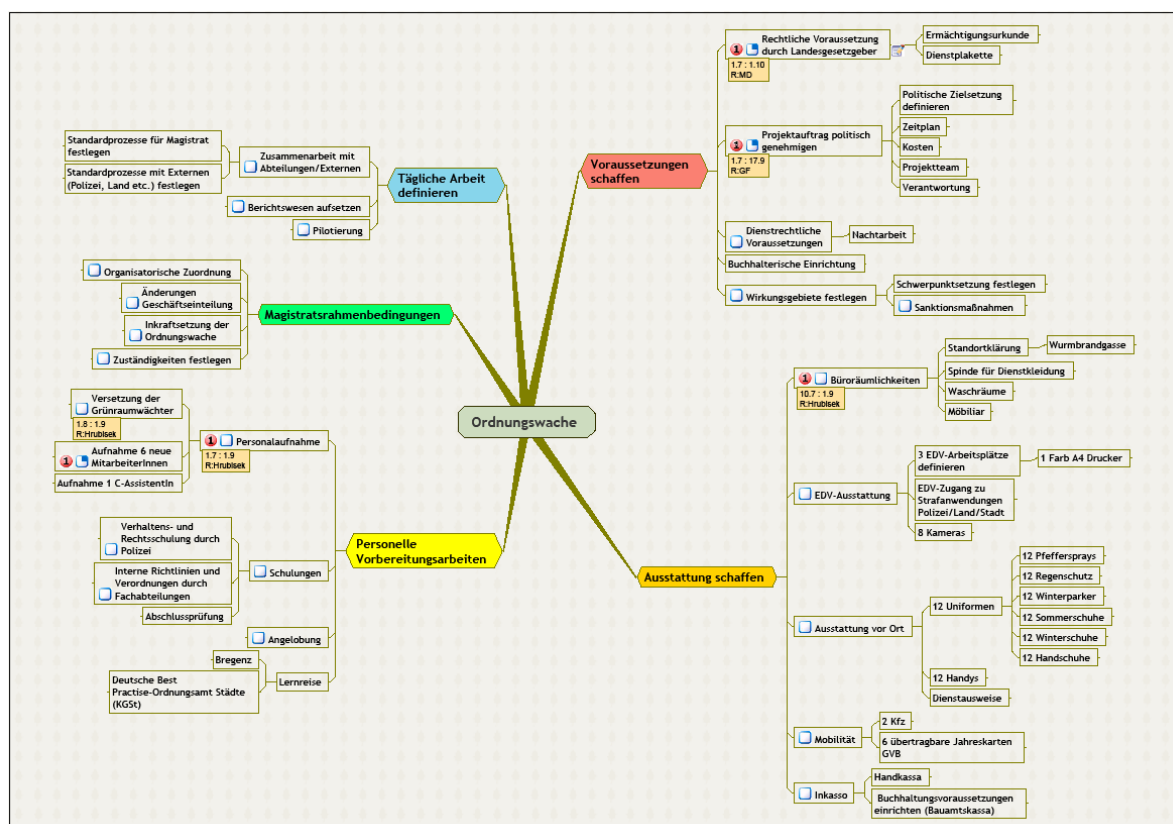 Ordnungswache
Voraussetzungen
schaffen
1
Rechtliche Voraussetzung
durch Landesgesetzgeber
1.7 : 1.10
R:MD
Ermächtigungsurkunde
Dienstplakette
1
Projektauftrag politisch
genehmigen
1.7 : 17.9
R:GF
Politische Zielsetzung
definieren
Zeitplan
Kosten
Projektteam
Verantwortung
Dienstrechtliche
Voraussetzungen
Nachtarbeit
Buchhalterische Einrichtung
Wirkungsgebiete festlegen
Schwerpunktsetzung festlegen
Sanktionsmaßnahmen
Ausstattung schaffen
1
Büroräumlichkeiten
10.7 : 1.9
R:Hrubisek
Standortklärung
Wurmbrandgasse
Spinde für Dienstkleidung
Waschräume
Möbiliar
EDV-Ausstattung
3 EDV-Arbeitsplätze
definieren
1 Farb A4 Drucker
EDV-Zugang zu
Strafanwendungen
Polizei/Land/Stadt
8 Kameras
Ausstattung vor Ort
12 Uniformen
12 Pfeffersprays
12 Regenschutz
12 Winterparker
12 Sommerschuhe
12 Winterschuhe
12 Handschuhe
12 Handys
Dienstausweise
Mobilität
2 Kfz
6 übertragbare Jahreskarten
GVB
Inkasso
Handkassa
Buchhaltungsvoraussetzungen
einrichten (Bauamtskassa)
Tägliche Arbeit
definieren
Zusammenarbeit mit
Abteilungen/Externen
Standardprozesse für Magistrat
festlegen
Standardprozesse mit Externen
(Polizei, Land etc.) festlegen
Berichtswesen aufsetzen
Pilotierung
Magistratsrahmenbedingungen
Organisatorische Zuordnung
Änderungen
Geschäftseinteilung
Inkraftsetzung der
Ordnungswache
Zuständigkeiten festlegen
Personelle
Vorbereitungsarbeiten
1
Personalaufnahme
1.7 : 1.9
R:Hrubisek
Versetzung der
Grünraumwächter
1.8 : 1.9
R:Hrubisek
1
Aufnahme 6 neue
MitarbeiterInnen
Aufnahme 1 C-AssistentIn
Schulungen
Verhaltens- und
Rechtsschulung durch
Polizei
Interne Richtlinien und
Verordnungen durch
Fachabteilungen
Abschlussprüfung
Angelobung
Lernreise
Bregenz
Deutsche Best
Practise-Ordnungsamt Städte
(KGSt)